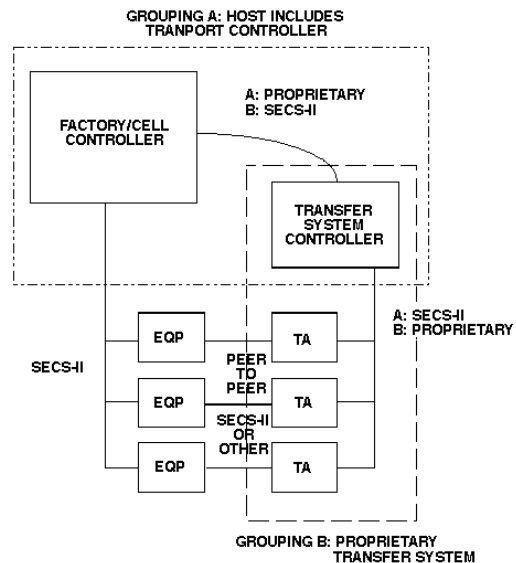 GROUPING A: HOST INCLUDES
TRANPORT CONTROLLER
A: PROPRIETARY
B: SECS-II
FACTORY/CELL
CONTROLLER
TRANSFER
SYSTEM
CONTROLLER
A: SECS-II
B: PROPRIETARY
SECS-II
EQP
TA
PEER
TO
PEER
EQP
TA
SECS-II
OR
OTHER
EQP
TA
GROUPING B: PROPRIETARY
TRANSFER SYSTEM